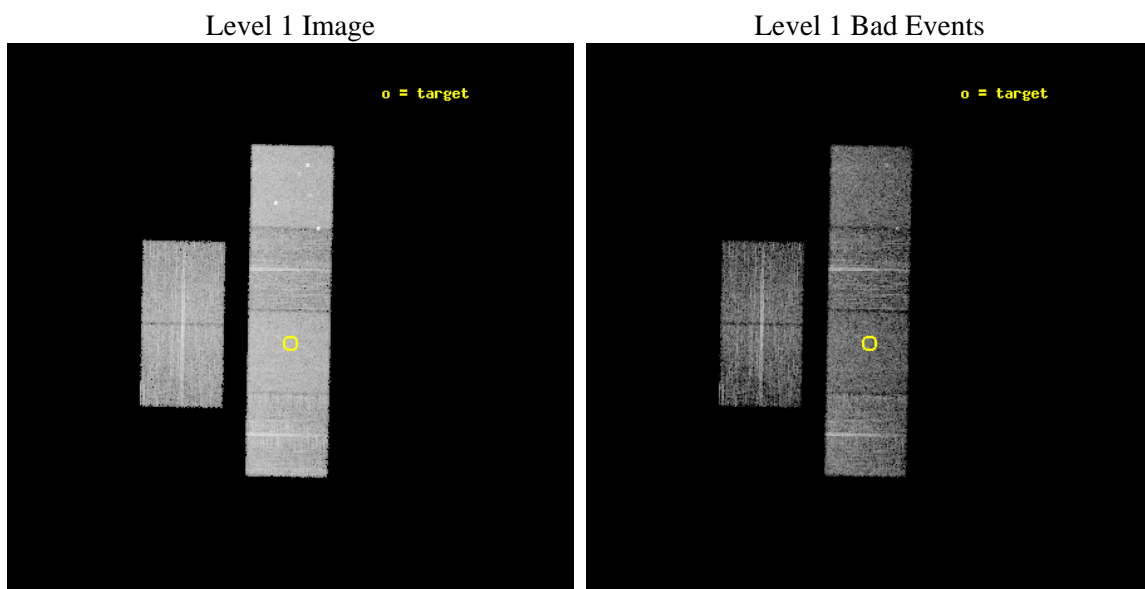 Level 1 Image
Level 1 Bad Events
o = target
o = target